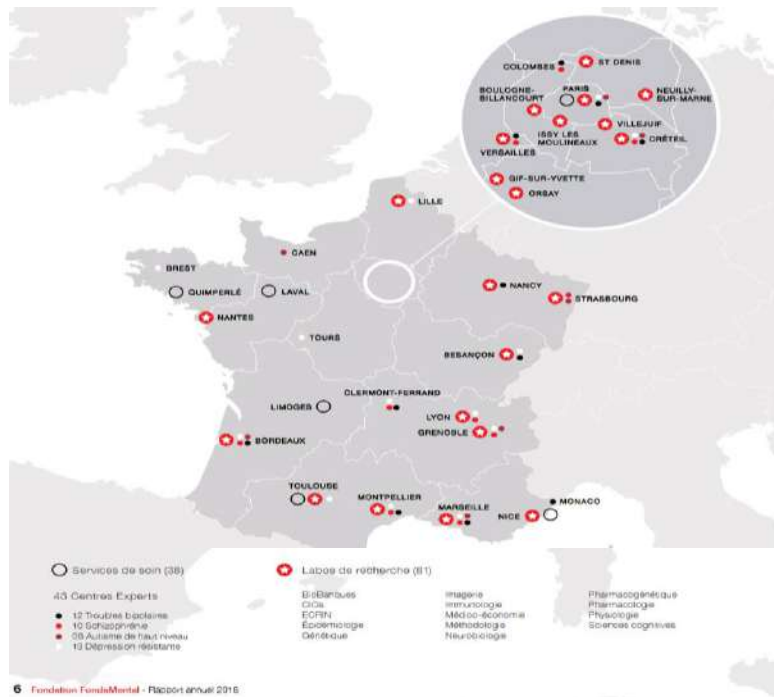 COLOMBES
ST DENIS
BOULOGNE-
BILLANCOURT
PARIS
NEUILLY-
SUR-MARNE
ISSY LES
MOULINEAUX
VILLEJUIF
CRÉTEIL
VERSAILLES
GIF-SUR-YVETTE
ORSAY
LILLE
CAEN
BREST
QUIMPERLÉ
LAVAL
NANCY
STRASBOURG
NANTES
TOURS
BESANÇON
CLERMONT-FERRAND
LIMOGES
LYON
GRENOBLE
BORDEAUX
TOULOUSE
MONTPELLIER
MARSEILLE
NICE
MONACO
Services de soin (38)
43 Centres Experts
12 Troubles bipolaires
10 Schizophrénie
08 Autisme de haut niveau
13 Dépression résistante
Labos de recherche (81)
BioBanques
CICs
ECRIN
Épidémiologie
Génétique
Imagerie
Immunologie
Médico-économie
Méthodologie
Neurobiologie
Pharmacogénétique
Pharmacologie
Physiologie
Sciences cognitives
6 Fondation FondaMental - Rapport annuel 2016